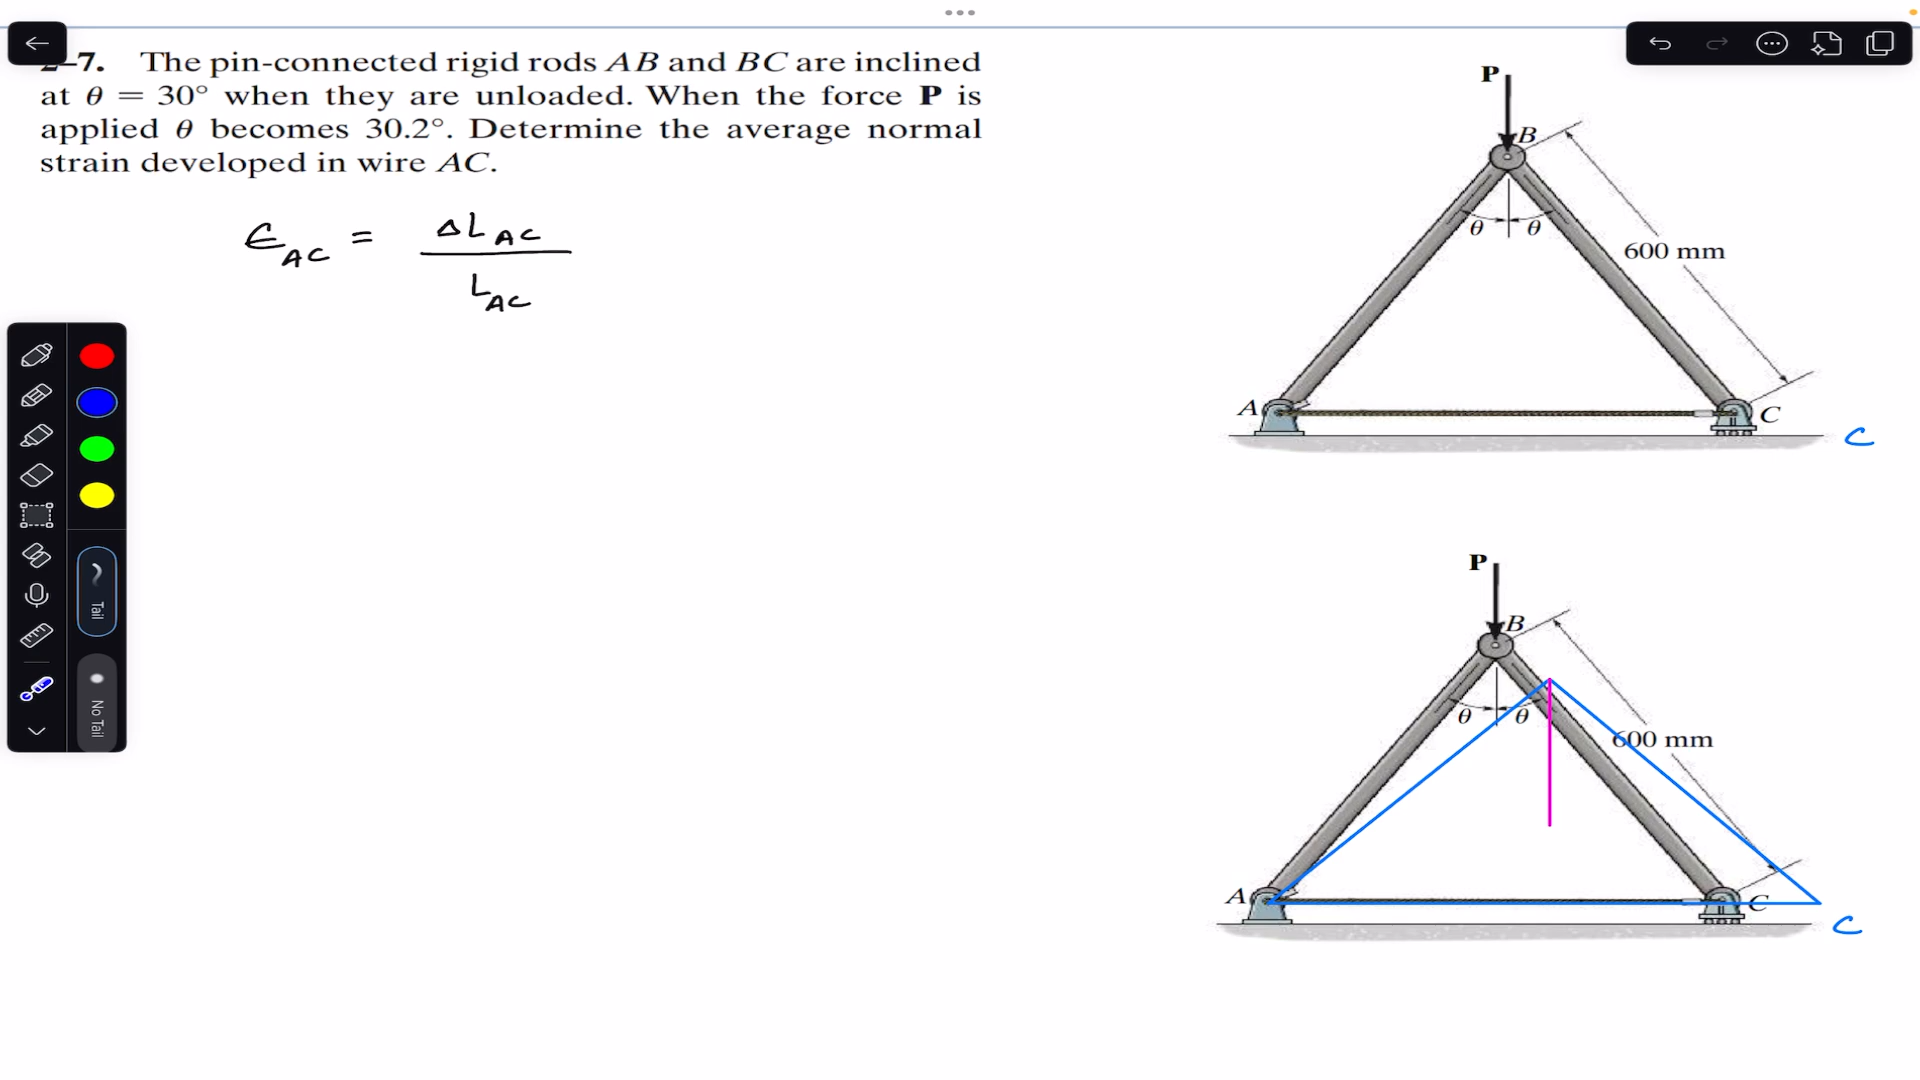 2–7. The pin-connected rigid rods AB and BC are inclined
at θ = 30° when they are unloaded. When the force P is
applied θ becomes 30.2°. Determine the average normal
strain developed in wire AC.
ϵ_AC = ΔL_AC / L_AC
P
B
θ θ
600 mm
A
C
C
P
B
θ θ
600 mm
A
C
C
Tail
No Tail